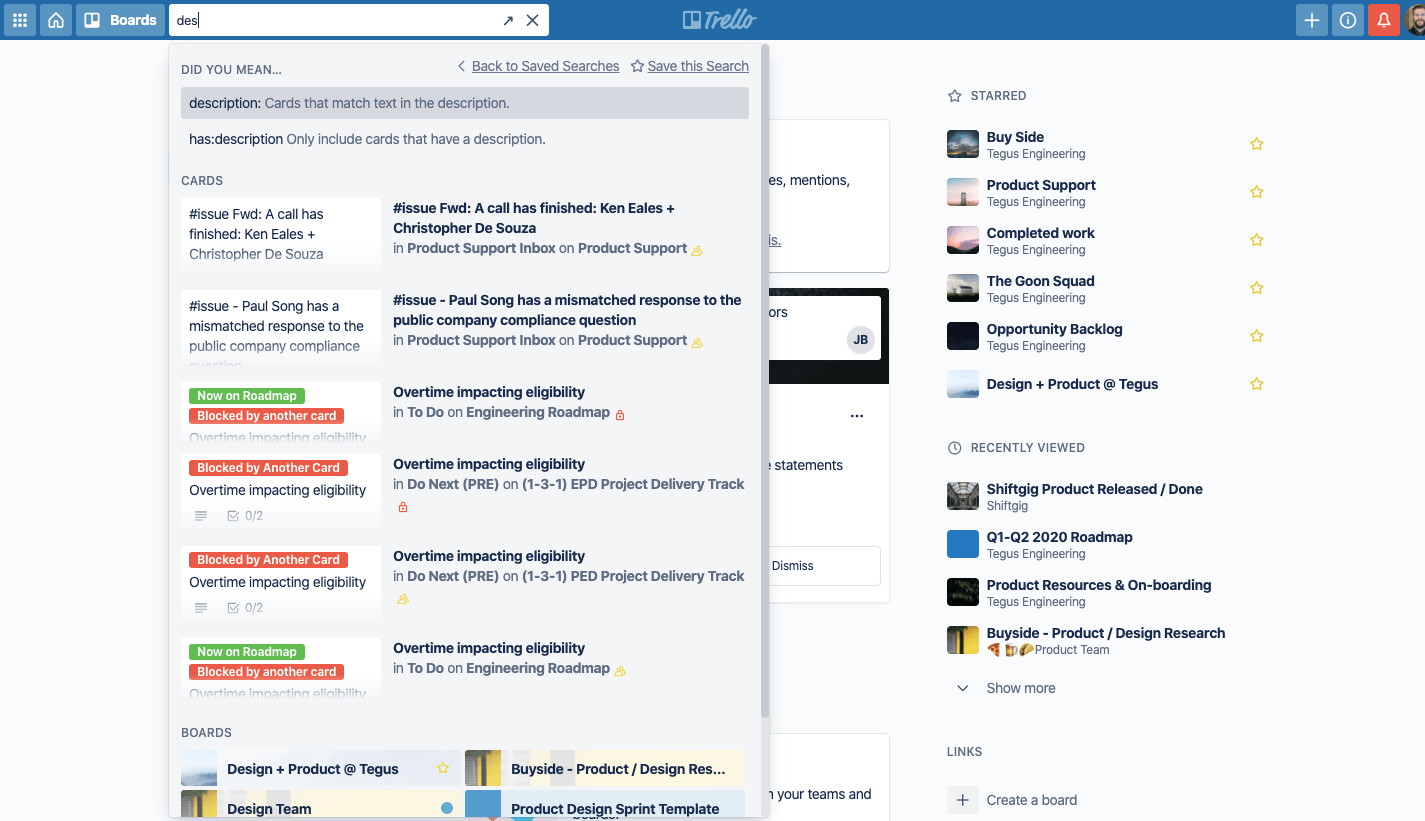 Boards
des
Trello
DID YOU MEAN...
Back to Saved Searches
Save this Search
description: Cards that match text in the description.
has:description Only include cards that have a description.
CARDS
#issue Fwd: A call has
finished: Ken Eales +
Christopher De Souza
#issue Fwd: A call has finished: Ken Eales +
Christopher De Souza
in Product Support Inbox on Product Support
#issue - Paul Song has a
mismatched response to the
public company compliance
question
#issue - Paul Song has a mismatched response to the
public company compliance question
in Product Support Inbox on Product Support
Now on Roadmap
Blocked by another card
Overtime impacting eligibility
Overtime impacting eligibility
in To Do on Engineering Roadmap
Blocked by Another Card
Overtime impacting eligibility
0/2
Overtime impacting eligibility
in Do Next (PRE) on (1-3-1) EPD Project Delivery Track
Blocked by Another Card
Overtime impacting eligibility
0/2
Overtime impacting eligibility
in Do Next (PRE) on (1-3-1) PED Project Delivery Track
Now on Roadmap
Blocked by another card
Overtime impacting eligibility
Overtime impacting eligibility
in To Do on Engineering Roadmap
BOARDS
Design + Product @ Tegus
Buyside - Product / Design Res...
Design Team
Product Design Sprint Template
es, mentions,
is.
ors
JB
statements
Dismiss
your teams and
boards.
STARRED
Buy Side
Tegus Engineering
Product Support
Tegus Engineering
Completed work
Tegus Engineering
The Goon Squad
Tegus Engineering
Opportunity Backlog
Tegus Engineering
Design + Product @ Tegus
RECENTLY VIEWED
Shiftgig Product Released / Done
Shiftgig
Q1-Q2 2020 Roadmap
Tegus Engineering
Product Resources & On-boarding
Tegus Engineering
Buyside - Product / Design Research
🍕🍺🌮Product Team
Show more
LINKS
Create a board